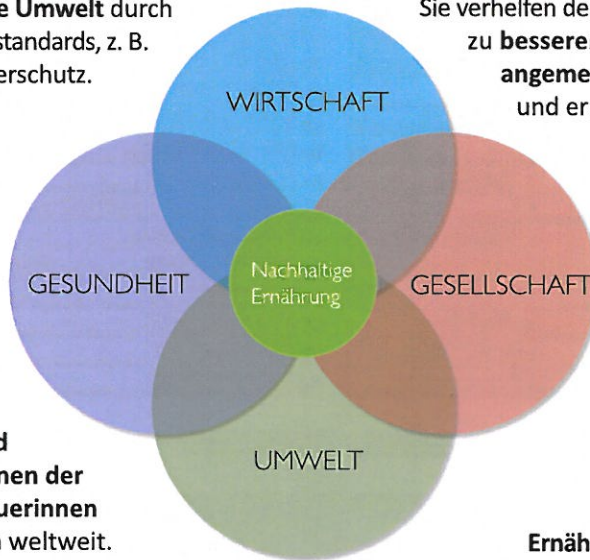 e Umwelt durch
standards, z. B.
erschutz.
Sie verhelfen de
zu bessere
angeme
und er
WIRTSCHAFT
GESUNDHEIT
Nachhaltige
Ernährung
GESELLSCHAFT
UMWELT
d
nen der
uerinnen
weltweit.
Ernäh